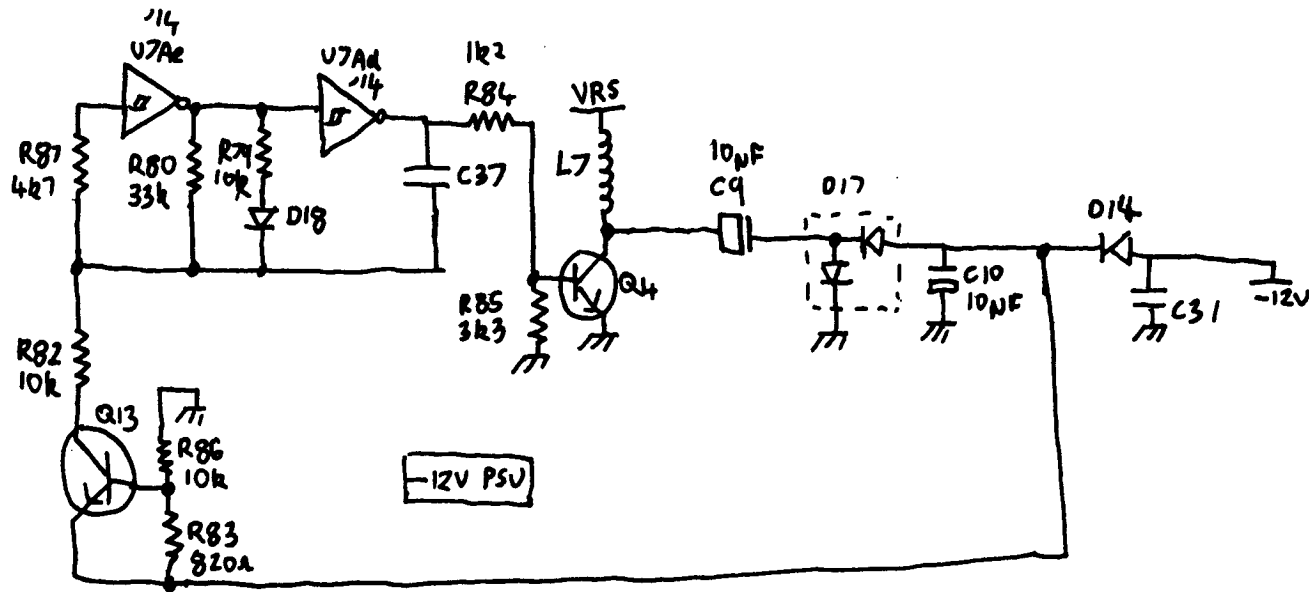 '14
U7Ae
U7Ad
'14
1k2
R84
VR5
L7
10µF
C9
D17
D14
R87
4k7
R80
33k
R79
10k
D18
C37
Q4
C10
10µF
C31
-12V
R85
3k3
R82
10k
Q13
R86
10k
R83
820Ω
-12V PSU